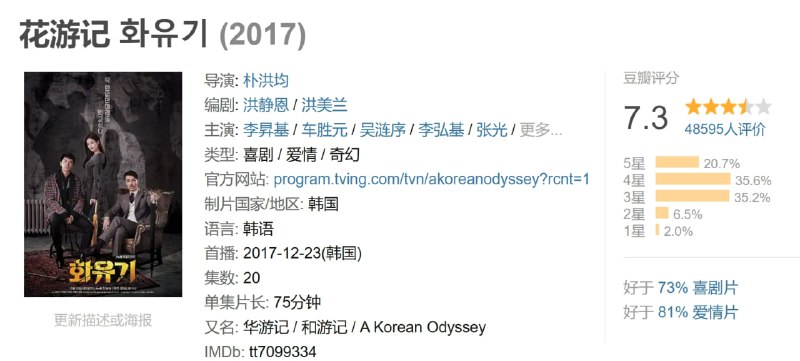 花游记 화유기 (2017)
导演: 朴洪均
编剧: 洪静恩 / 洪美兰
主演: 李昇基 / 车胜元 / 吴涟序 / 李弘基 / 张光 / 更多...
类型: 喜剧 / 爱情 / 奇幻
官方网站: program.tving.com/tvn/akoreanodyssey?rcnt=1
制片国家/地区: 韩国
语言: 韩语
首播: 2017-12-23(韩国)
集数: 20
单集片长: 75分钟
又名: 华游记 / 和游记 / A Korean Odyssey
IMDb: tt7099334
화유기
更新描述或海报
豆瓣评分
7.3
48595人评价
5星 20.7%
4星 35.6%
3星 35.2%
2星 6.5%
1星 2.0%
好于 73% 喜剧片
好于 81% 爱情片